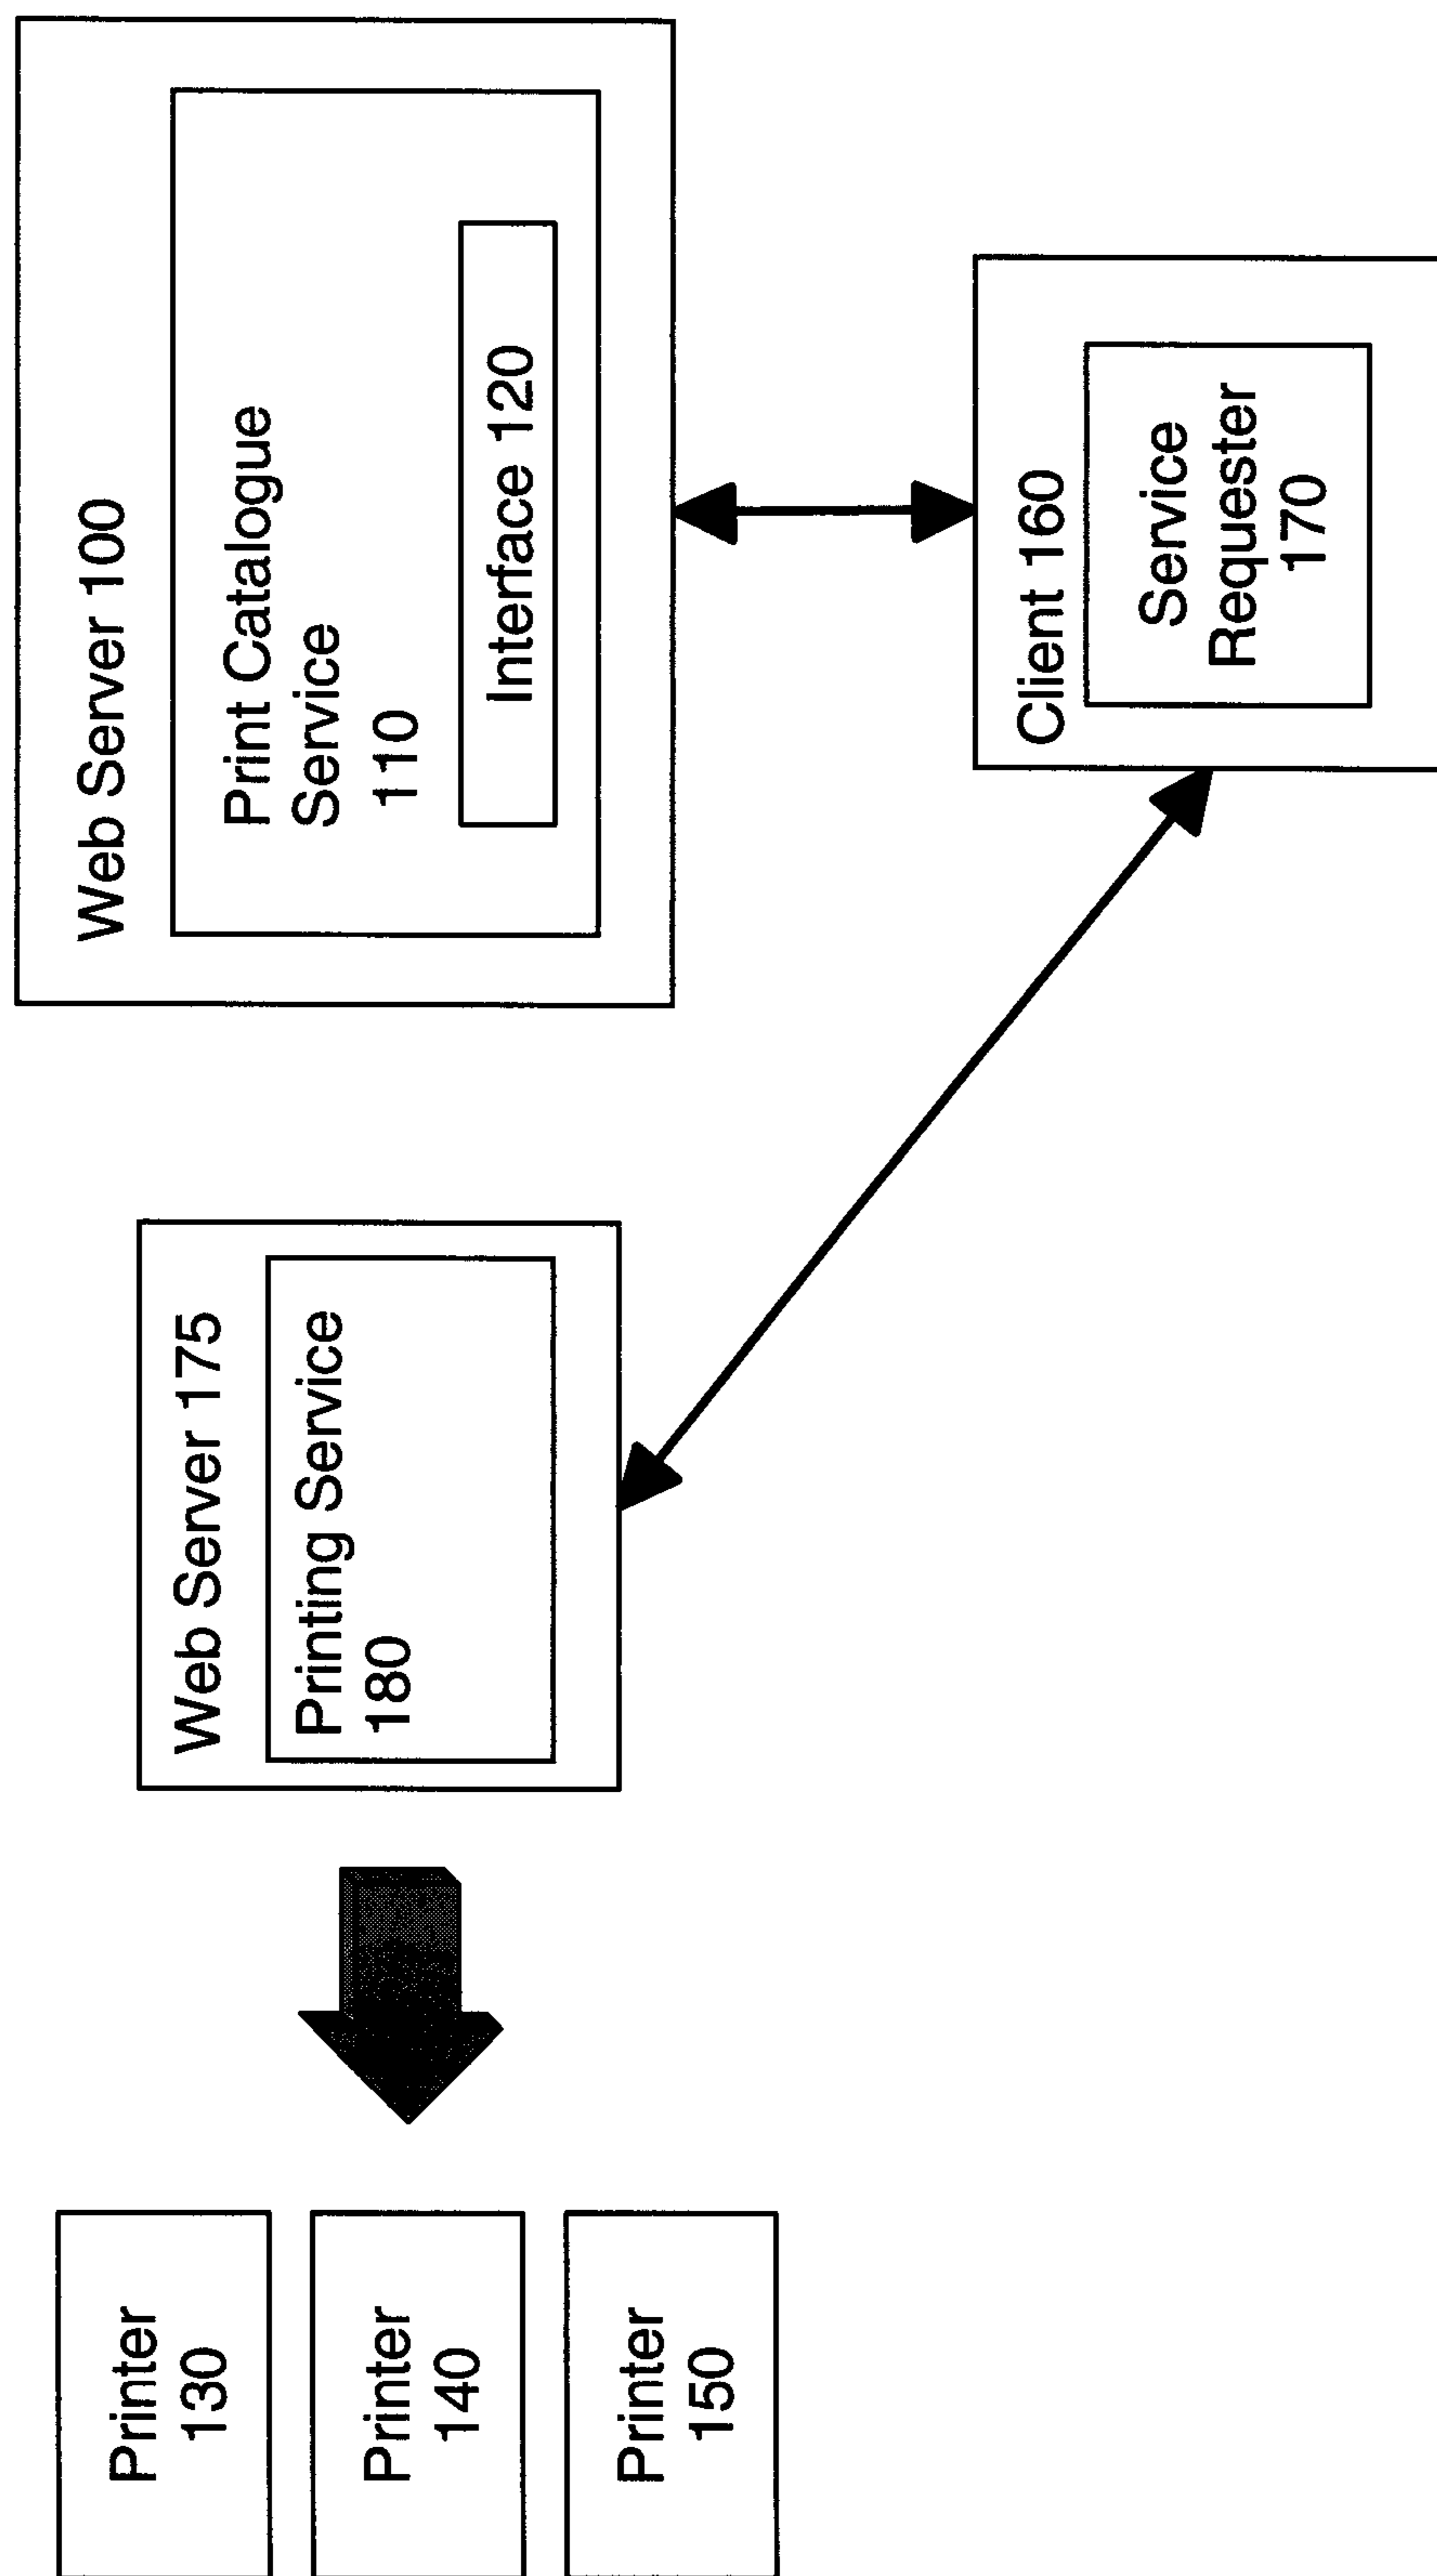 Printer
130
Printer
140
Printer
150
Web Server 175
Printing Service
180
Web Server 100
Print Catalogue
Service
110
Interface 120
Client 160
Service
Requester
170